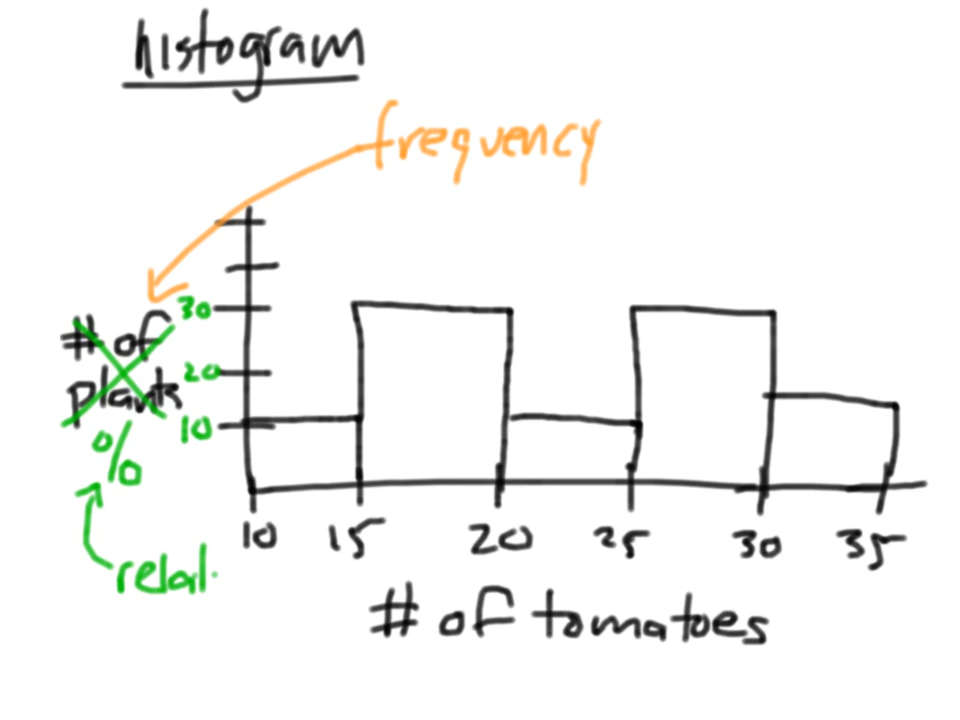 histogram
frequency
30
# of
plants
20
10
%
relat.
10 15 20 25 30 35
# of tomatoes